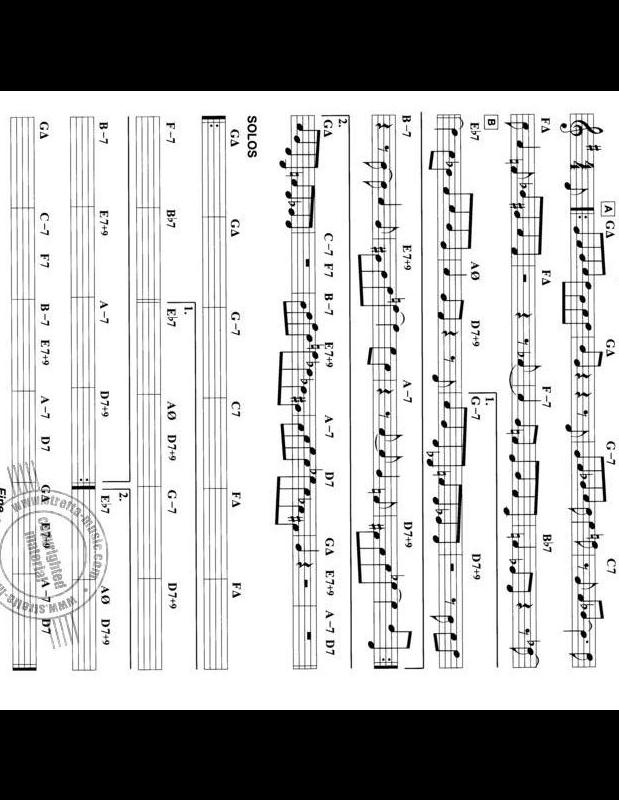 A GΔ GΔ G–7 C7
FΔ FΔ F–7 B♭7
B
1.
E♭7 AØ D7+9 G–7 D7+9
B–7 E7+9 A–7 D7+9
2.
GΔ C–7 F7 B–7 E7+9 A–7 D7 GΔ E7+9 A–7 D7
SOLOS
GΔ GΔ G–7 C7 FΔ FΔ
1.
F–7 B♭7 E♭7 AØ D7+9 G–7 D7+9
2.
B–7 E7+9 A–7 D7+9 E♭7 AØ D7+9
GΔ C–7 F7 B–7 E7+9 A–7 D7 GΔ E7+9 A–7 D7
www.stretta-music.com
copyrighted
material